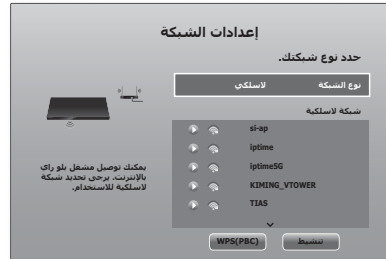 إعدادات الشبكة
حدد نوع شبكتك.
نوع الشبكة لاسلكي
شبكة لاسلكية
si-ap
iptime
iptime5G
KIMING_VTOWER
TIAS
يمكنك توصيل مشغل بلو راي
بالإنترنت. يرجى تحديد شبكة
لاسلكية للاستخدام.
WPS(PBC)
تنشيط